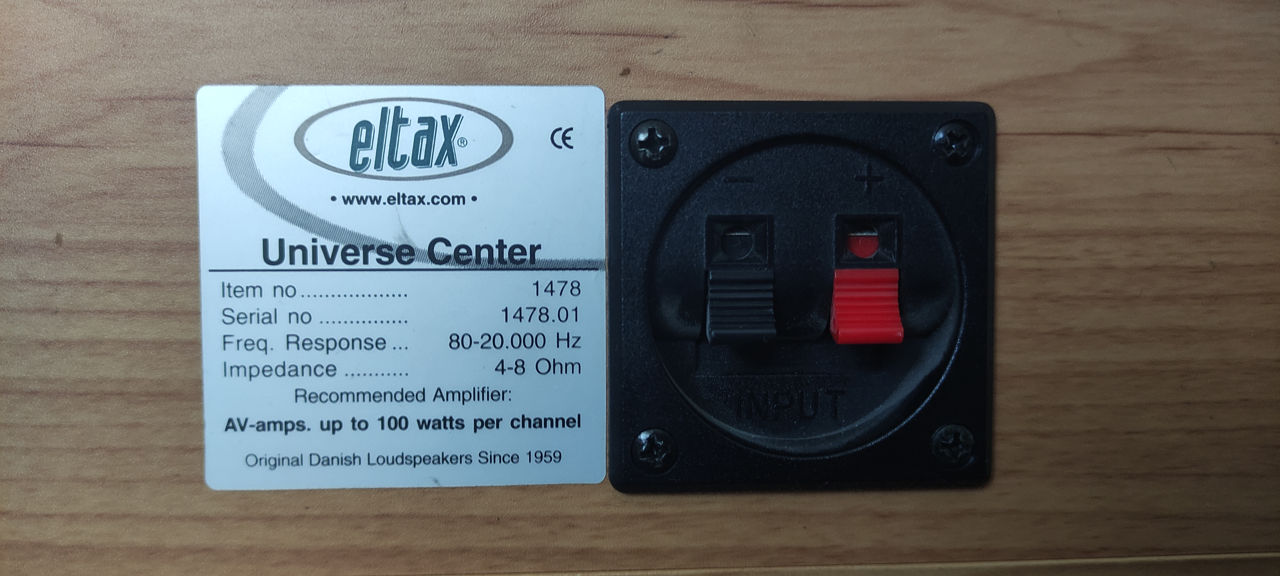 eltax®
CE
• www.eltax.com •
Universe Center
Item no................... 1478
Serial no ............... 1478.01
Freq. Response ... 80-20.000 Hz
Impedance ........... 4-8 Ohm
Recommended Amplifier:
AV-amps. up to 100 watts per channel
Original Danish Loudspeakers Since 1959
− +
INPUT